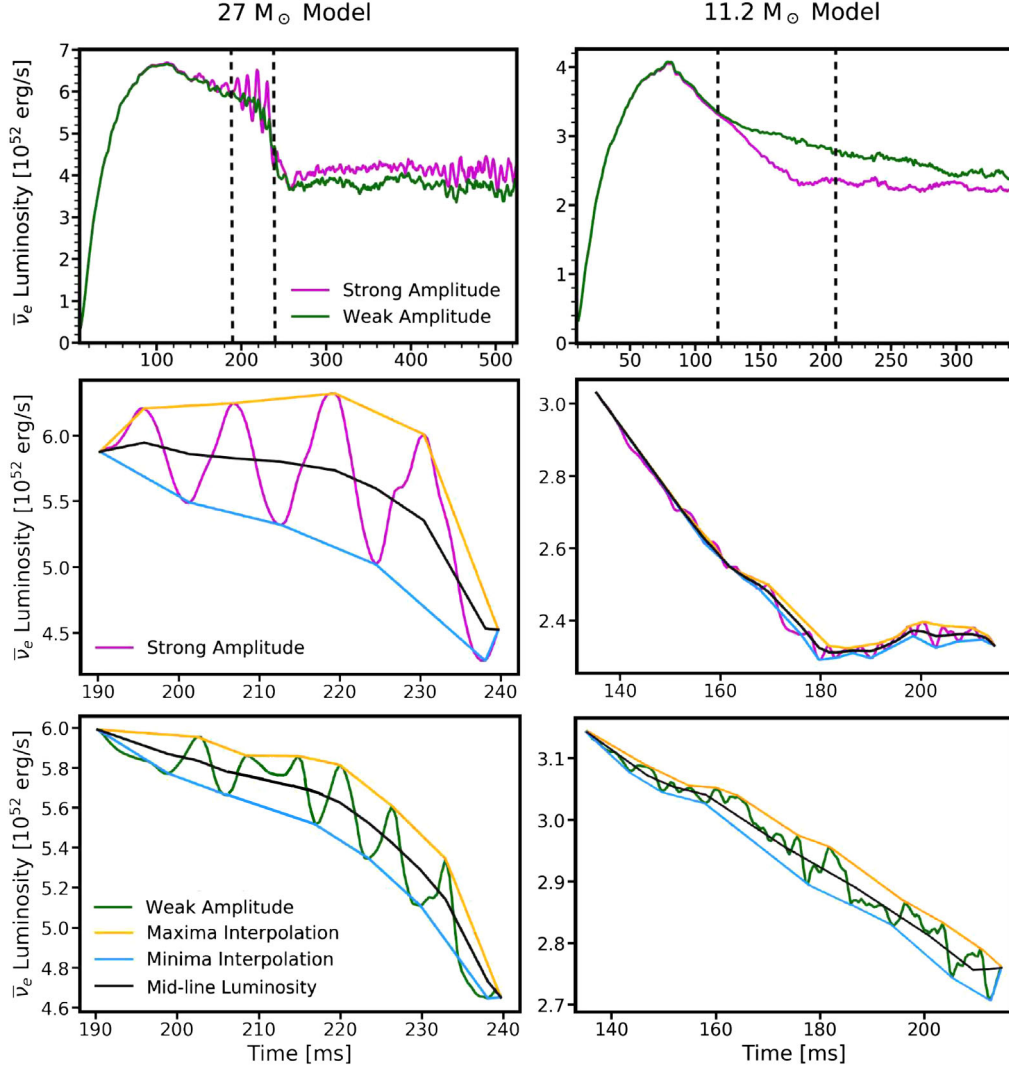 27 M⊙ Model
11.2 M⊙ Model
ν̄e Luminosity [10^52 erg/s]
7
6
5
4
3
2
1
0
100 200 300 400 500
Strong Amplitude
Weak Amplitude
4
3
2
1
0
50 100 150 200 250 300
ν̄e Luminosity [10^52 erg/s]
6.0
5.5
5.0
4.5
190 200 210 220 230 240
Strong Amplitude
3.0
2.8
2.6
2.4
140 160 180 200
ν̄e Luminosity [10^52 erg/s]
6.0
5.8
5.6
5.4
5.2
5.0
4.8
4.6
190 200 210 220 230 240
Time [ms]
Weak Amplitude
Maxima Interpolation
Minima Interpolation
Mid-line Luminosity
3.1
3.0
2.9
2.8
2.7
140 160 180 200
Time [ms]